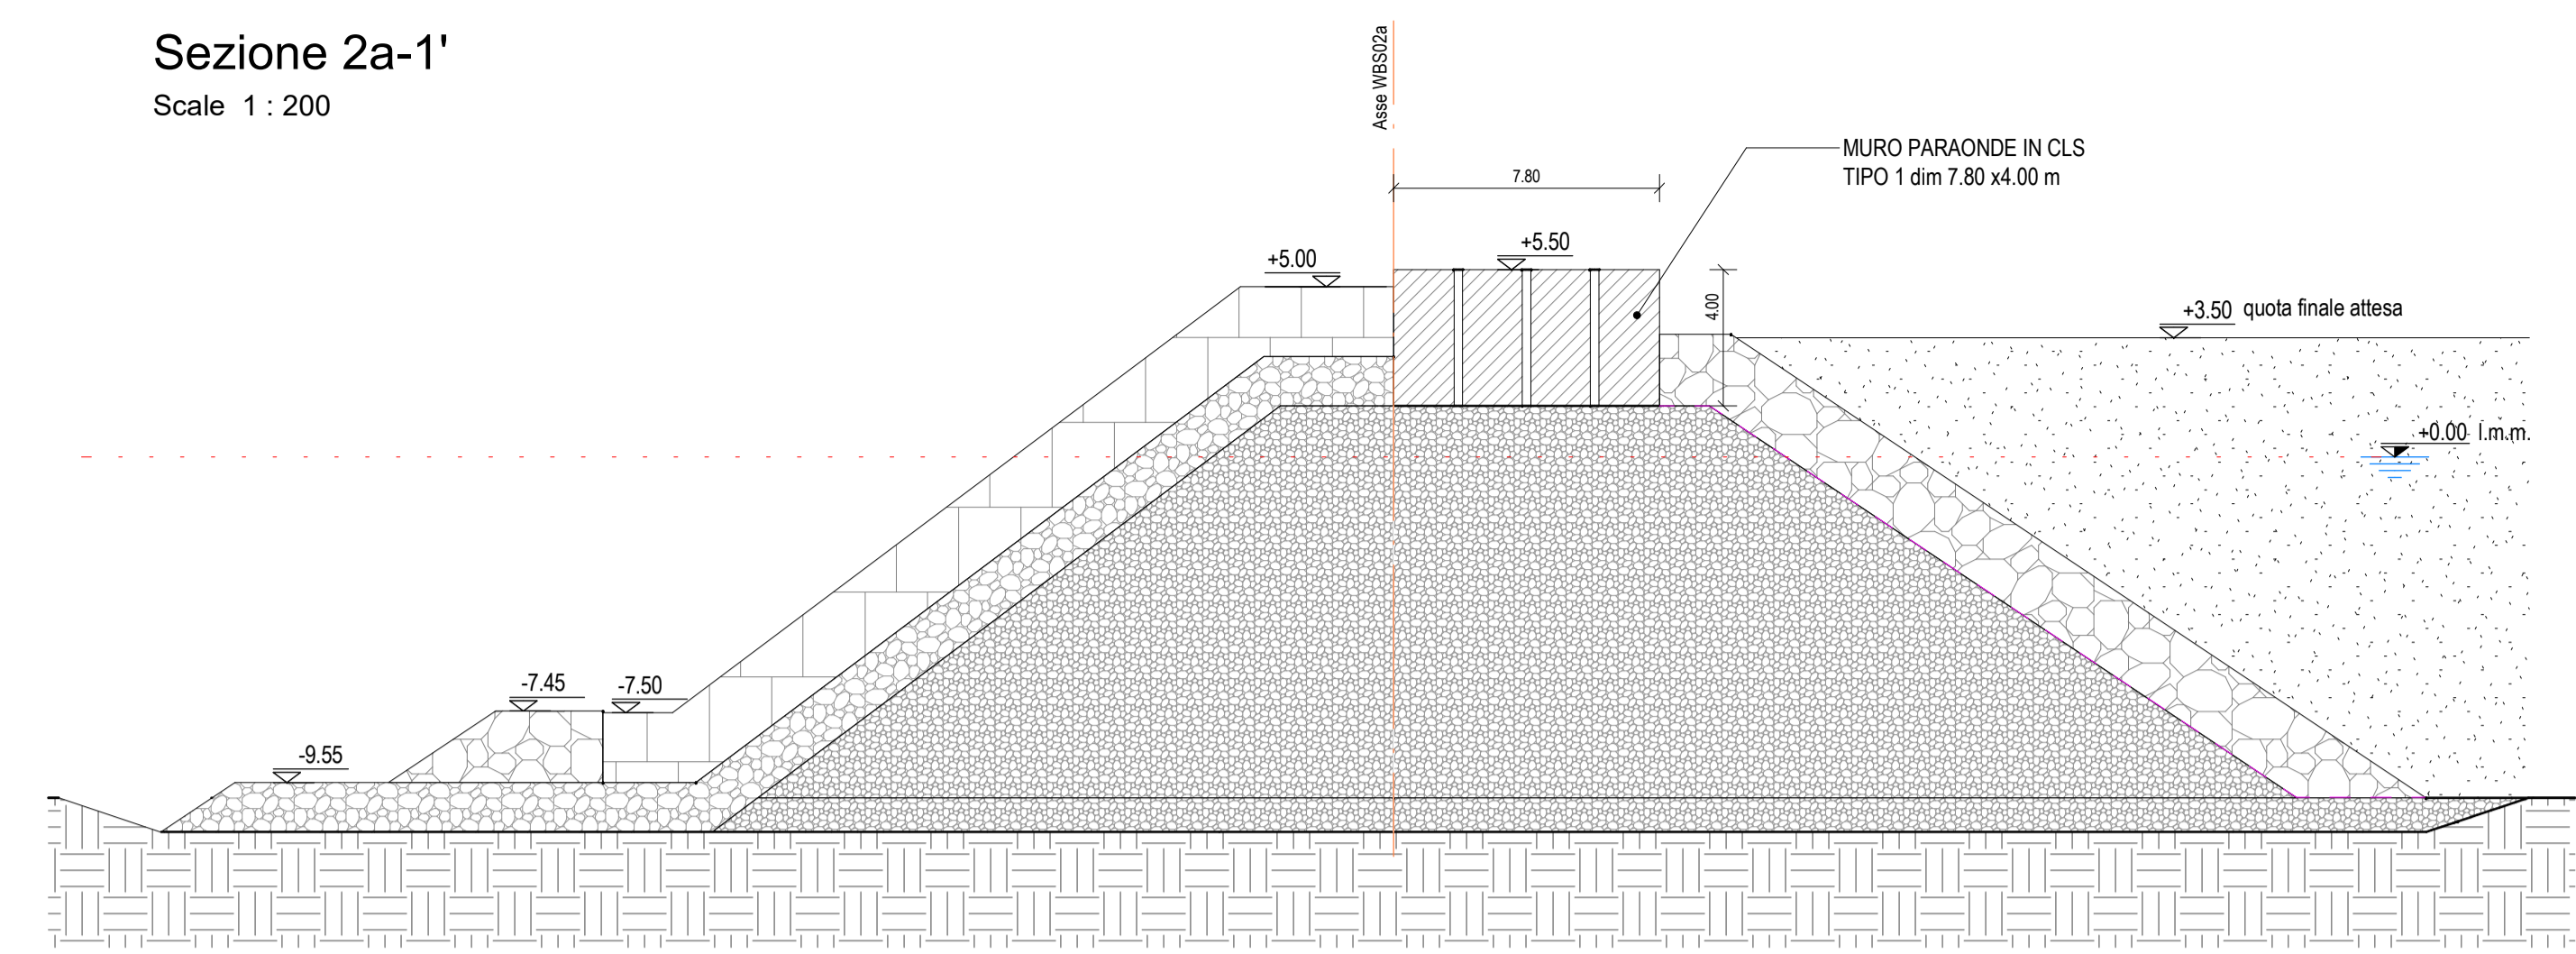 Sezione 2a-1'
Scale 1 : 200
Asse WBS02a
MURO PARAONDE IN CLS
TIPO 1 dim 7.80 x4.00 m
7.80
+5.00
+5.50
4.00
+3.50 quota finale attesa
+0.00 l.m.m.
-7.45
-7.50
-9.55